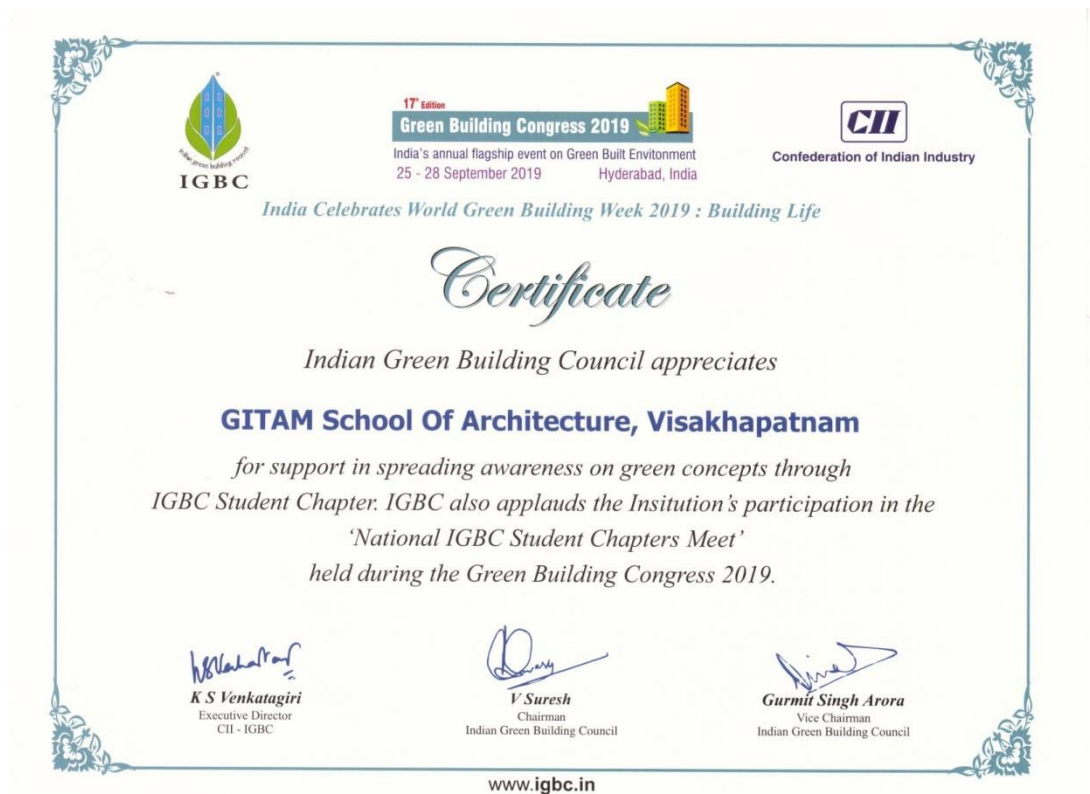 indian green building council
IGBC
17th Edition
Green Building Congress 2019
India's annual flagship event on Green Built Envitonment
25 - 28 September 2019 Hyderabad, India
CII
Confederation of Indian Industry
India Celebrates World Green Building Week 2019 : Building Life
Certificate
Indian Green Building Council appreciates
GITAM School Of Architecture, Visakhapatnam
for support in spreading awareness on green concepts through
IGBC Student Chapter. IGBC also applauds the Insitution's participation in the
'National IGBC Student Chapters Meet'
held during the Green Building Congress 2019.
K S Venkatagiri
Executive Director
CII - IGBC
V Suresh
Chairman
Indian Green Building Council
Gurmit Singh Arora
Vice Chairman
Indian Green Building Council
www.igbc.in